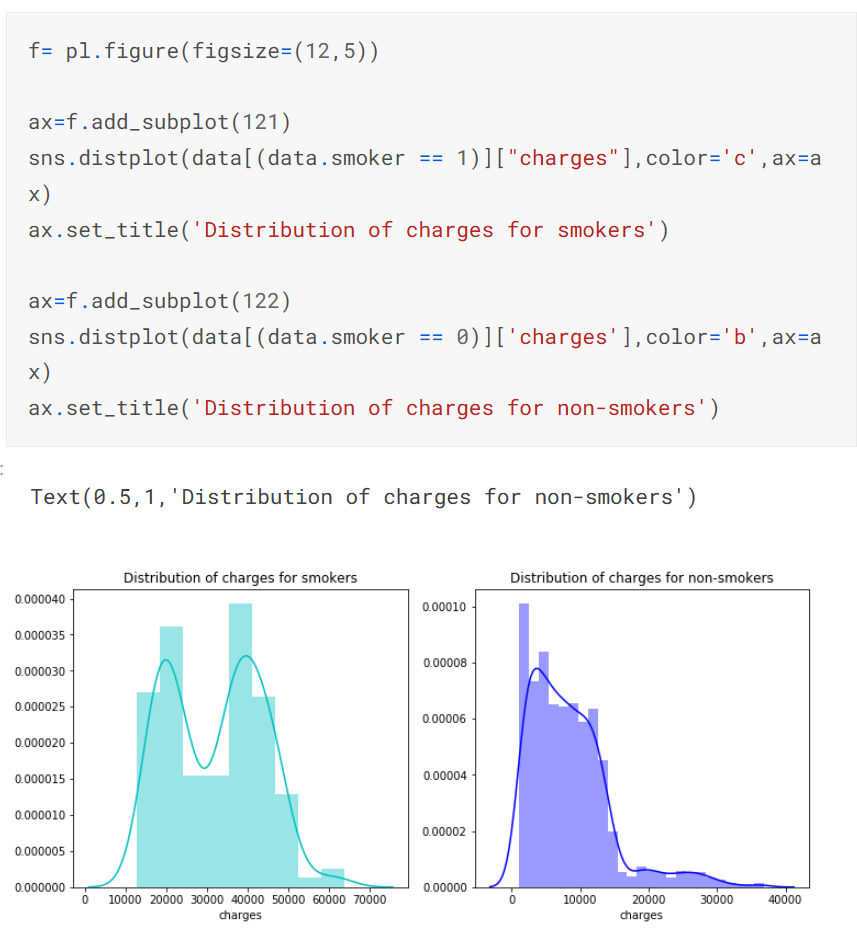 f= pl.figure(figsize=(12,5))
ax=f.add_subplot(121)
sns.distplot(data[(data.smoker == 1)]["charges"],color='c',ax=a
x)
ax.set_title('Distribution of charges for smokers')
ax=f.add_subplot(122)
sns.distplot(data[(data.smoker == 0)]['charges'],color='b',ax=a
x)
ax.set_title('Distribution of charges for non-smokers')
:
Text(0.5,1,'Distribution of charges for non-smokers')
Distribution of charges for smokers
0.000040
0.000035
0.000030
0.000025
0.000020
0.000015
0.000010
0.000005
0.000000
0 10000 20000 30000 40000 50000 60000 70000
charges
Distribution of charges for non-smokers
0.00010
0.00008
0.00006
0.00004
0.00002
0.00000
0 10000 20000 30000 40000
charges